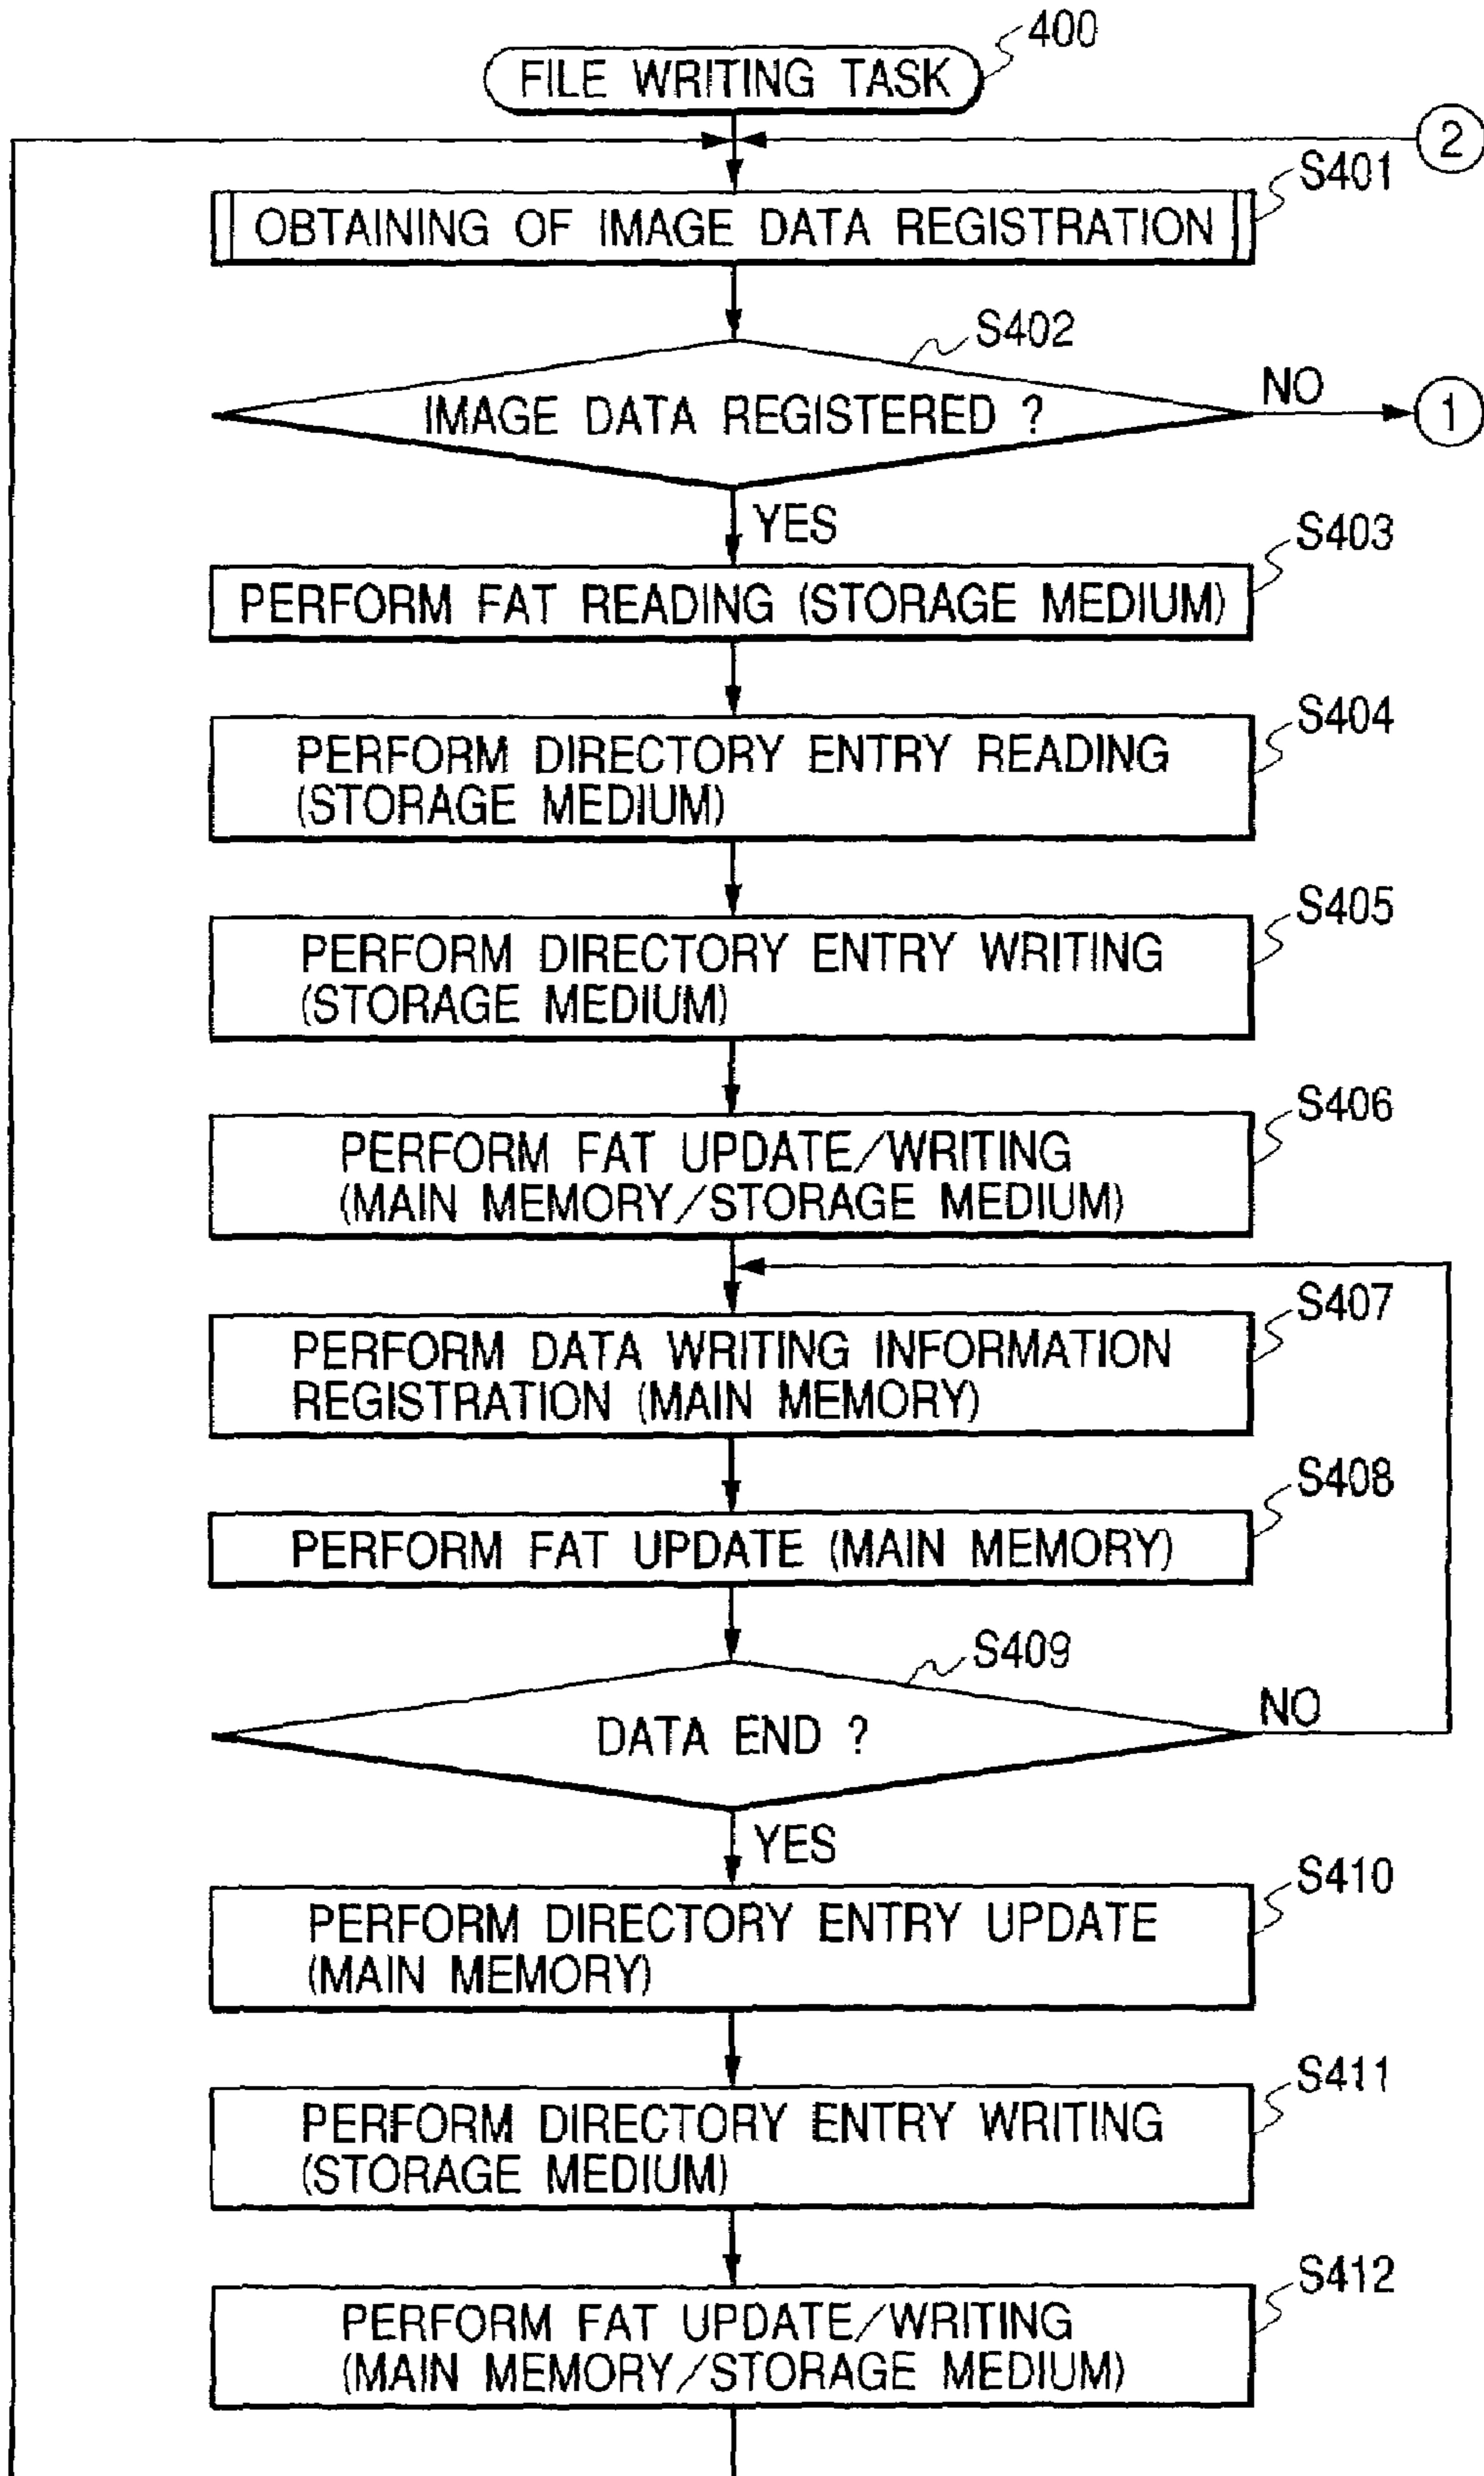 400
FILE WRITING TASK
2
S401
OBTAINING OF IMAGE DATA REGISTRATION
S402
IMAGE DATA REGISTERED ?
NO
1
YES
S403
PERFORM FAT READING (STORAGE MEDIUM)
S404
PERFORM DIRECTORY ENTRY READING
(STORAGE MEDIUM)
S405
PERFORM DIRECTORY ENTRY WRITING
(STORAGE MEDIUM)
S406
PERFORM FAT UPDATE/WRITING
(MAIN MEMORY/STORAGE MEDIUM)
S407
PERFORM DATA WRITING INFORMATION
REGISTRATION (MAIN MEMORY)
S408
PERFORM FAT UPDATE (MAIN MEMORY)
S409
DATA END ?
NO
YES
S410
PERFORM DIRECTORY ENTRY UPDATE
(MAIN MEMORY)
S411
PERFORM DIRECTORY ENTRY WRITING
(STORAGE MEDIUM)
S412
PERFORM FAT UPDATE/WRITING
(MAIN MEMORY/STORAGE MEDIUM)